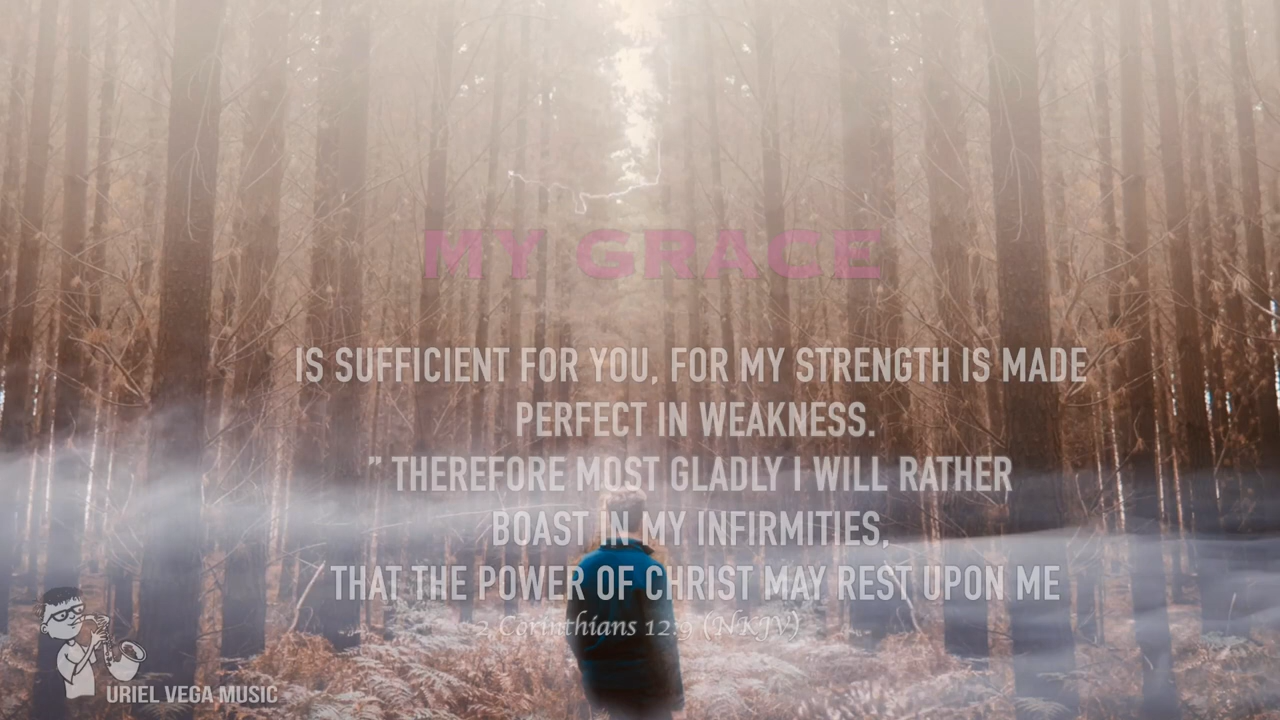 MY GRACE
IS SUFFICIENT FOR YOU, FOR MY STRENGTH IS MADE
PERFECT IN WEAKNESS.
" THEREFORE MOST GLADLY I WILL RATHER
BOAST IN MY INFIRMITIES,
THAT THE POWER OF CHRIST MAY REST UPON ME
2 Corinthians 12:9 (NKJV)
URIEL VEGA MUSIC